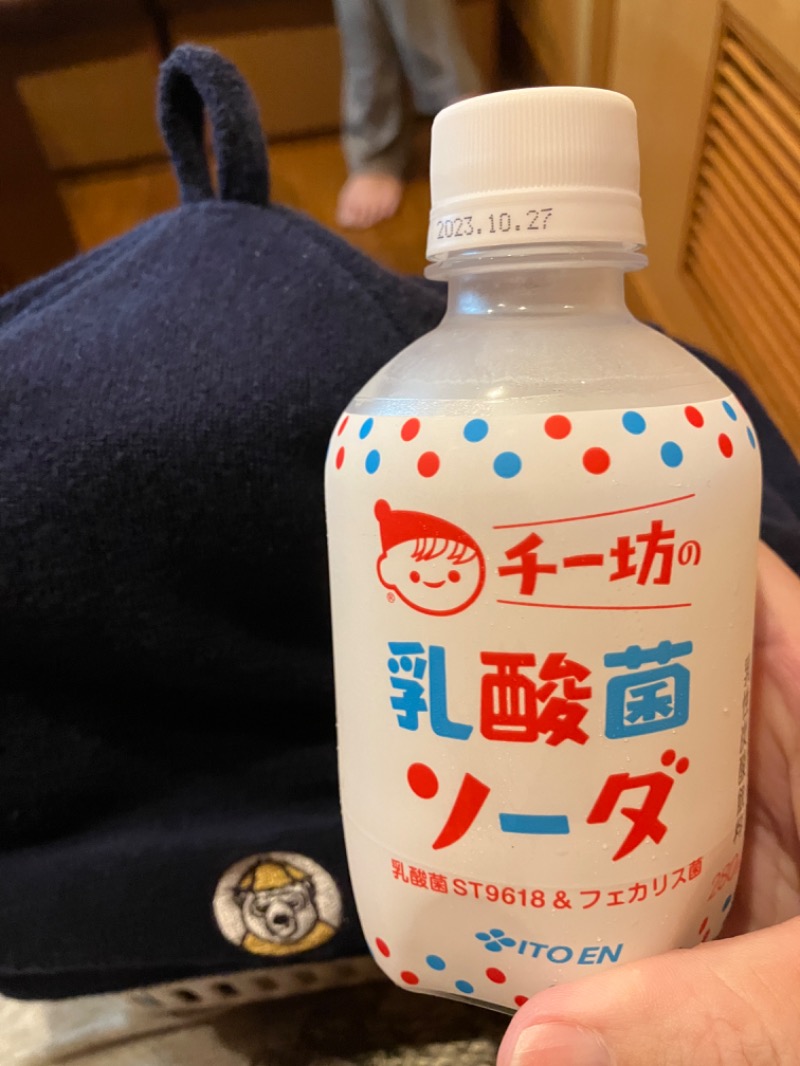 2023.10.27
チー坊の
®
乳酸菌
ソーダ
乳酸菌ST9618&フェカリス菌
ITO EN